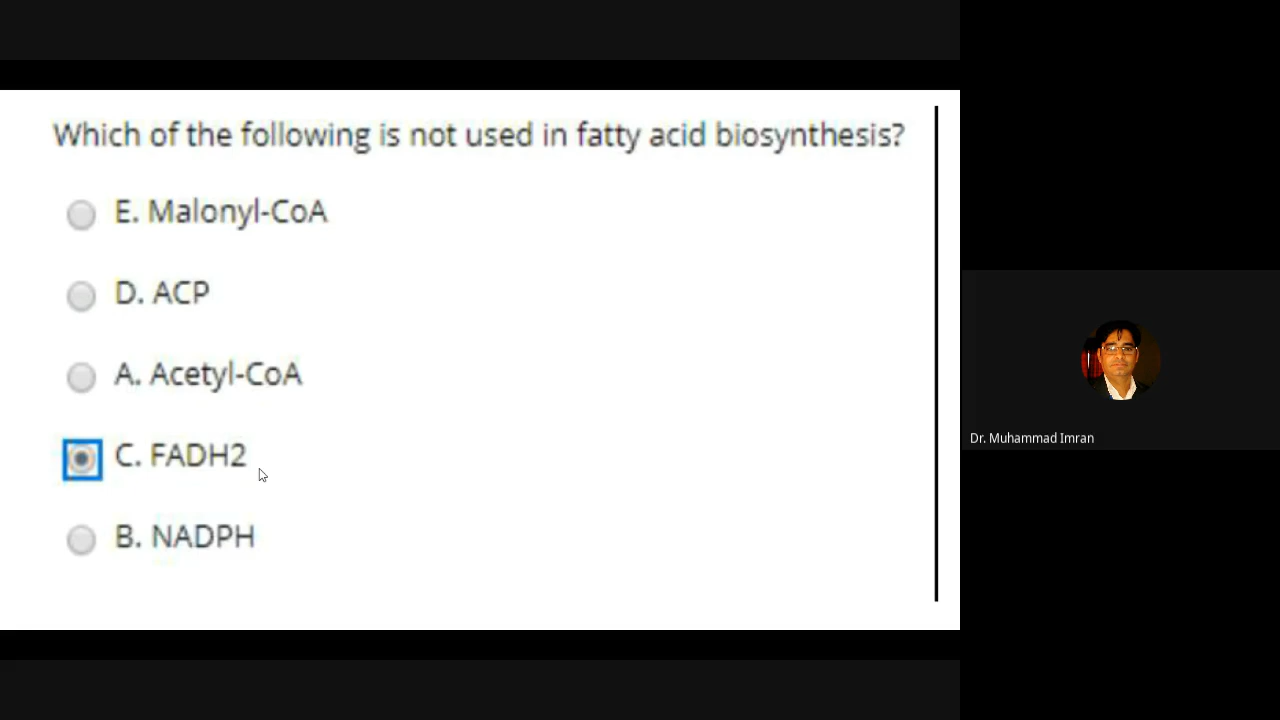 Which of the following is not used in fatty acid biosynthesis?
E. Malonyl-CoA
D. ACP
A. Acetyl-CoA
C. FADH2
B. NADPH
Dr. Muhammad Imran